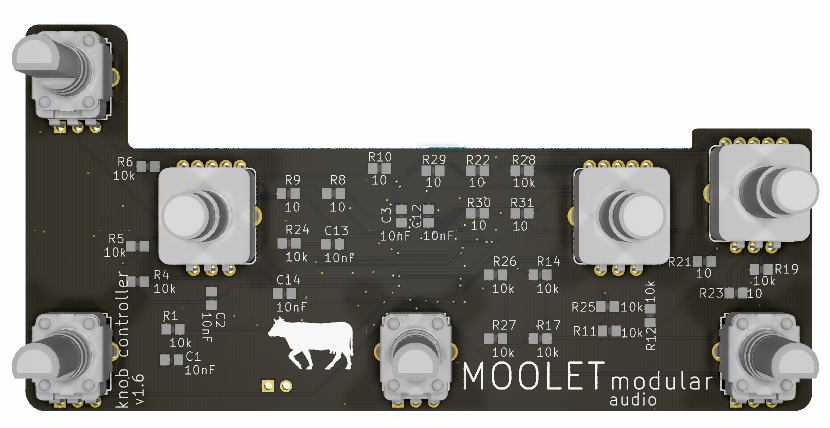 R6
10k
R10
10
R29
10
R22
10
R28
10
R9
10
R8
10
C3
10nF
C12
10nF
R30
10
R31
10
R5
10k
R24
10k
C13
10nF
R4
10k
C14
10nF
C2
10nF
R26
10k
R14
10k
R21
10
R19
10k
R23 10
R25 10k
R11 10k
R12 10k
R1
10k
C1
10nF
R27
10k
R17
10k
knob controller
v1.6
MOOLET modular
audio